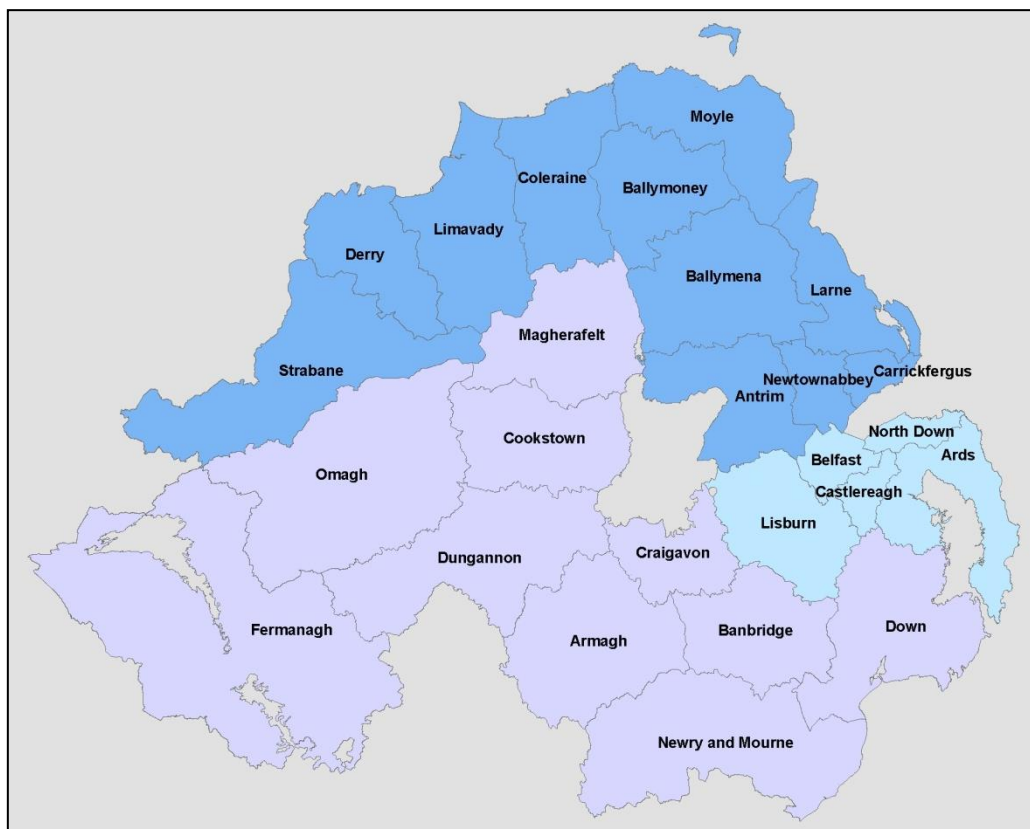 Moyle
Coleraine
Ballymoney
Limavady
Derry
Ballymena
Larne
Magherafelt
Strabane
Carrickfergus
Newtownabbey
Antrim
North Down
Cookstown
Belfast
Ards
Omagh
Castlereagh
Lisburn
Craigavon
Dungannon
Fermanagh
Banbridge
Down
Armagh
Newry and Mourne